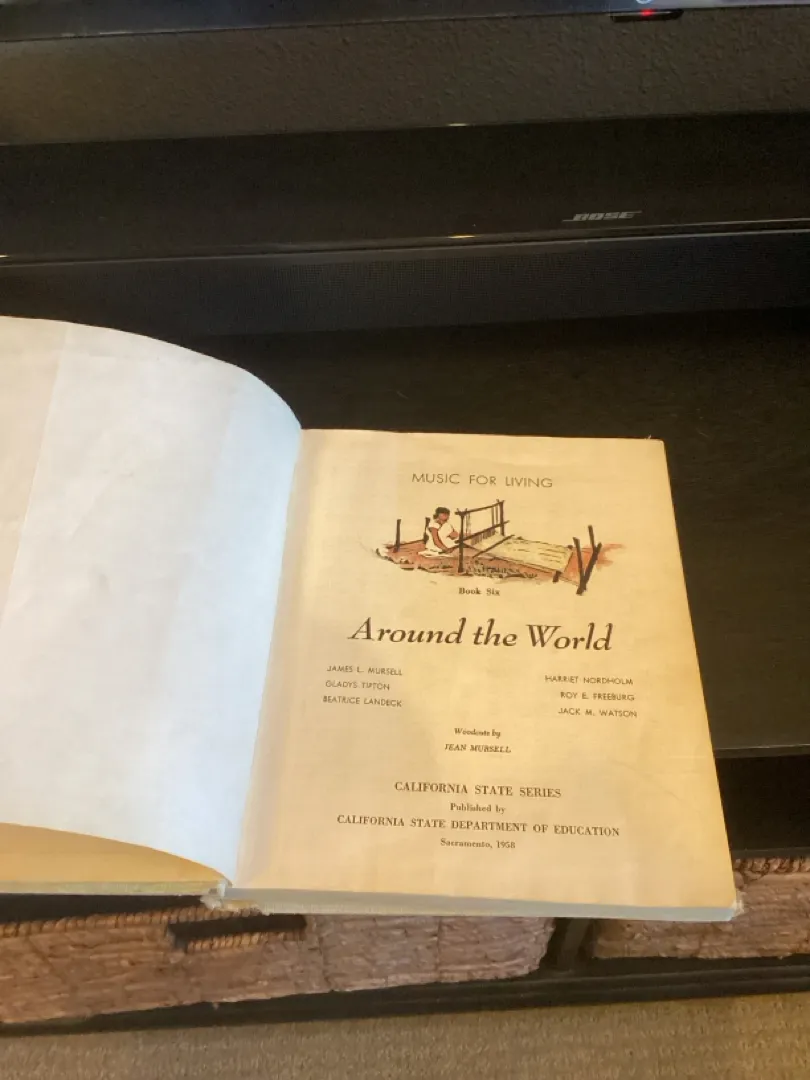 BOSE
MUSIC FOR LIVING
Book Six
Around the World
JAMES L. MURSELL
GLADYS TIPTON
BEATRICE LANDECK
HARRIET NORDHOLM
ROY E. FREEBURG
JACK M. WATSON
Woodcuts by
JEAN MURSELL
CALIFORNIA STATE SERIES
Published by
CALIFORNIA STATE DEPARTMENT OF EDUCATION
Sacramento, 1958